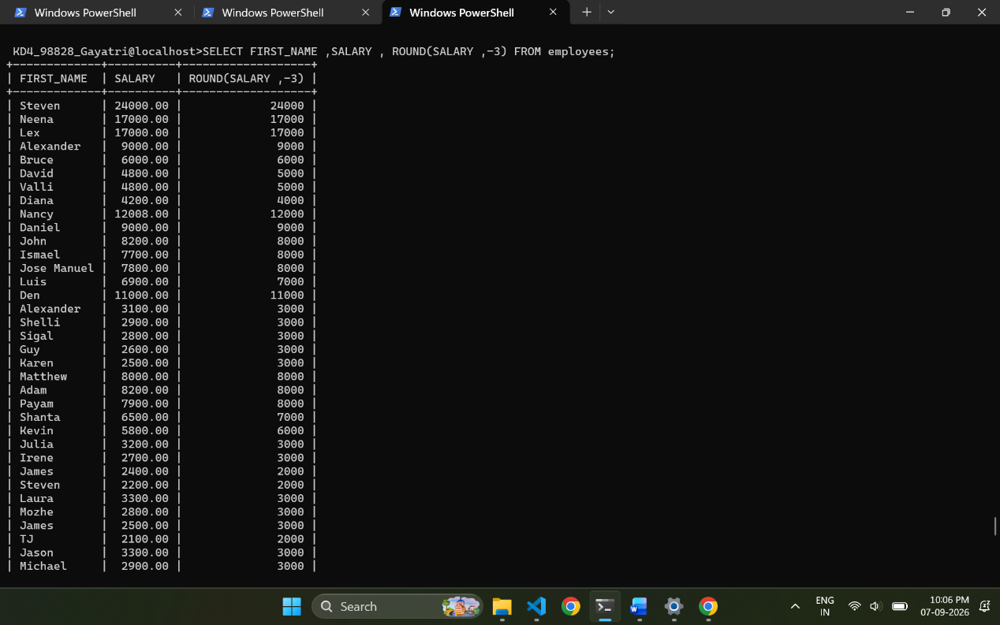 Windows PowerShell
Windows PowerShell
Windows PowerShell
KD4_98828_Gayatri@localhost>SELECT FIRST_NAME ,SALARY , ROUND(SALARY ,-3) FROM employees;
+-------------+----------+-------------------+
| FIRST_NAME  | SALARY   | ROUND(SALARY ,-3) |
+-------------+----------+-------------------+
| Steven      | 24000.00 |             24000 |
| Neena       | 17000.00 |             17000 |
| Lex         | 17000.00 |             17000 |
| Alexander   |  9000.00 |              9000 |
| Bruce       |  6000.00 |              6000 |
| David       |  4800.00 |              5000 |
| Valli       |  4800.00 |              5000 |
| Diana       |  4200.00 |              4000 |
| Nancy       | 12008.00 |             12000 |
| Daniel      |  9000.00 |              9000 |
| John        |  8200.00 |              8000 |
| Ismael      |  7700.00 |              8000 |
| Jose Manuel |  7800.00 |              8000 |
| Luis        |  6900.00 |              7000 |
| Den         | 11000.00 |             11000 |
| Alexander   |  3100.00 |              3000 |
| Shelli      |  2900.00 |              3000 |
| Sigal       |  2800.00 |              3000 |
| Guy         |  2600.00 |              3000 |
| Karen       |  2500.00 |              3000 |
| Matthew     |  8000.00 |              8000 |
| Adam        |  8200.00 |              8000 |
| Payam       |  7900.00 |              8000 |
| Shanta      |  6500.00 |              7000 |
| Kevin       |  5800.00 |              6000 |
| Julia       |  3200.00 |              3000 |
| Irene       |  2700.00 |              3000 |
| James       |  2400.00 |              2000 |
| Steven      |  2200.00 |              2000 |
| Laura       |  3300.00 |              3000 |
| Mozhe       |  2800.00 |              3000 |
| James       |  2500.00 |              3000 |
| TJ          |  2100.00 |              2000 |
| Jason       |  3300.00 |              3000 |
| Michael     |  2900.00 |              3000 |
Search
ENG
IN
10:06 PM
07-09-2026